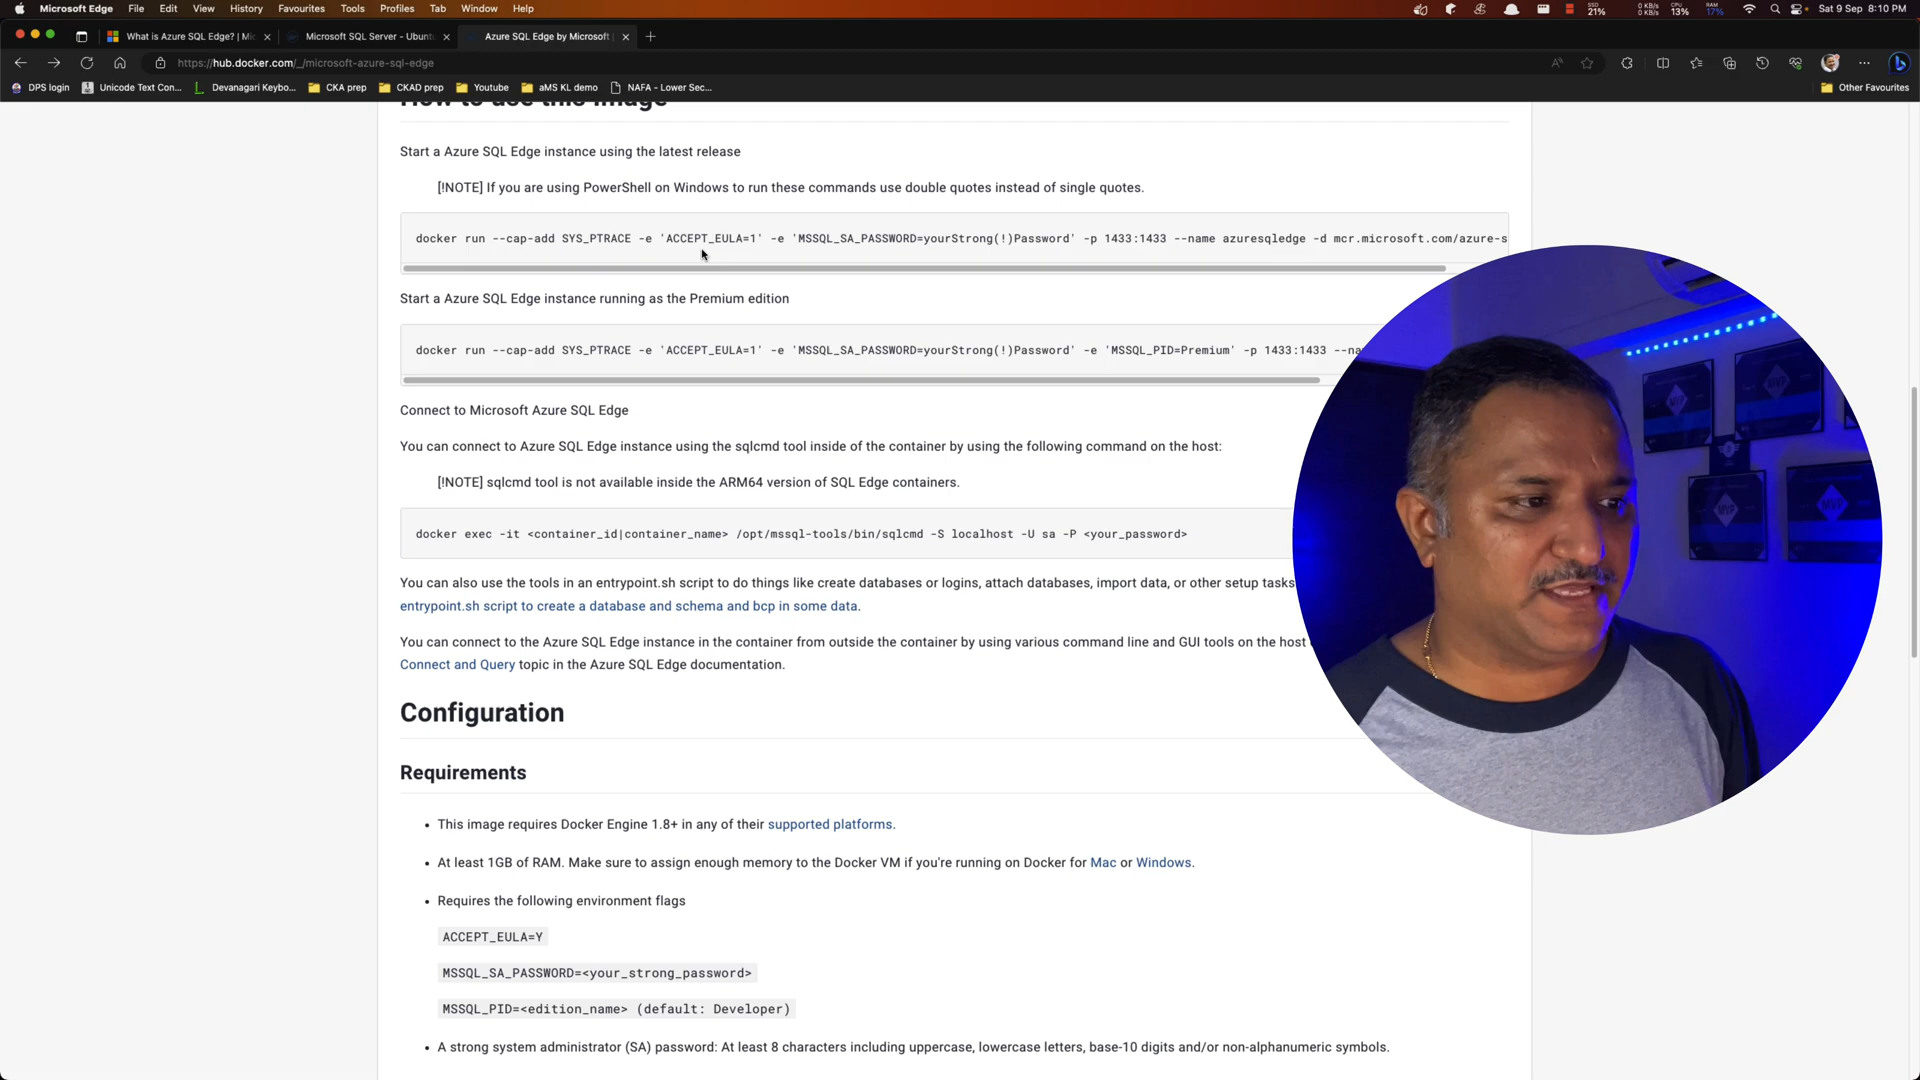 Microsoft Edge File Edit View History Favourites Tools Profiles Tab Window Help
SSD 21% 0 KB/s 0 KB/s CPU 13% RAM 17% Sat 9 Sep 8:10 PM
What is Azure SQL Edge? | Mi Microsoft SQL Server - Ubuntu Azure SQL Edge by Microsoft |
https://hub.docker.com/_/microsoft-azure-sql-edge
DPS login Unicode Text Con... Devanagari Keybo... CKA prep CKAD prep Youtube aMS KL demo NAFA - Lower Sec... Other Favourites
How to use this image
Start a Azure SQL Edge instance using the latest release
[!NOTE] If you are using PowerShell on Windows to run these commands use double quotes instead of single quotes.
docker run --cap-add SYS_PTRACE -e 'ACCEPT_EULA=1' -e 'MSSQL_SA_PASSWORD=yourStrong(!)Password' -p 1433:1433 --name azuresqledge -d mcr.microsoft.com/azure-s
Start a Azure SQL Edge instance running as the Premium edition
docker run --cap-add SYS_PTRACE -e 'ACCEPT_EULA=1' -e 'MSSQL_SA_PASSWORD=yourStrong(!)Password' -e 'MSSQL_PID=Premium' -p 1433:1433 --na
Connect to Microsoft Azure SQL Edge
You can connect to Azure SQL Edge instance using the sqlcmd tool inside of the container by using the following command on the host:
[!NOTE] sqlcmd tool is not available inside the ARM64 version of SQL Edge containers.
docker exec -it <container_id|container_name> /opt/mssql-tools/bin/sqlcmd -S localhost -U sa -P <your_password>
You can also use the tools in an entrypoint.sh script to do things like create databases or logins, attach databases, import data, or other setup tasks
entrypoint.sh script to create a database and schema and bcp in some data.
You can connect to the Azure SQL Edge instance in the container from outside the container by using various command line and GUI tools on the host
Connect and Query topic in the Azure SQL Edge documentation.
Configuration
Requirements
• This image requires Docker Engine 1.8+ in any of their supported platforms.
• At least 1GB of RAM. Make sure to assign enough memory to the Docker VM if you're running on Docker for Mac or Windows.
• Requires the following environment flags
ACCEPT_EULA=Y
MSSQL_SA_PASSWORD=<your_strong_password>
MSSQL_PID=<edition_name> (default: Developer)
• A strong system administrator (SA) password: At least 8 characters including uppercase, lowercase letters, base-10 digits and/or non-alphanumeric symbols.